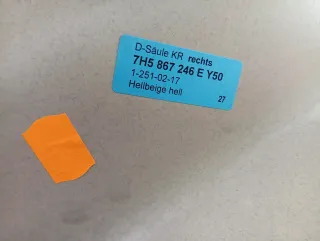 D-Säule KR rechts
7H5 867 246 E Y50
1-251-02-17
Hellbeige hell
27